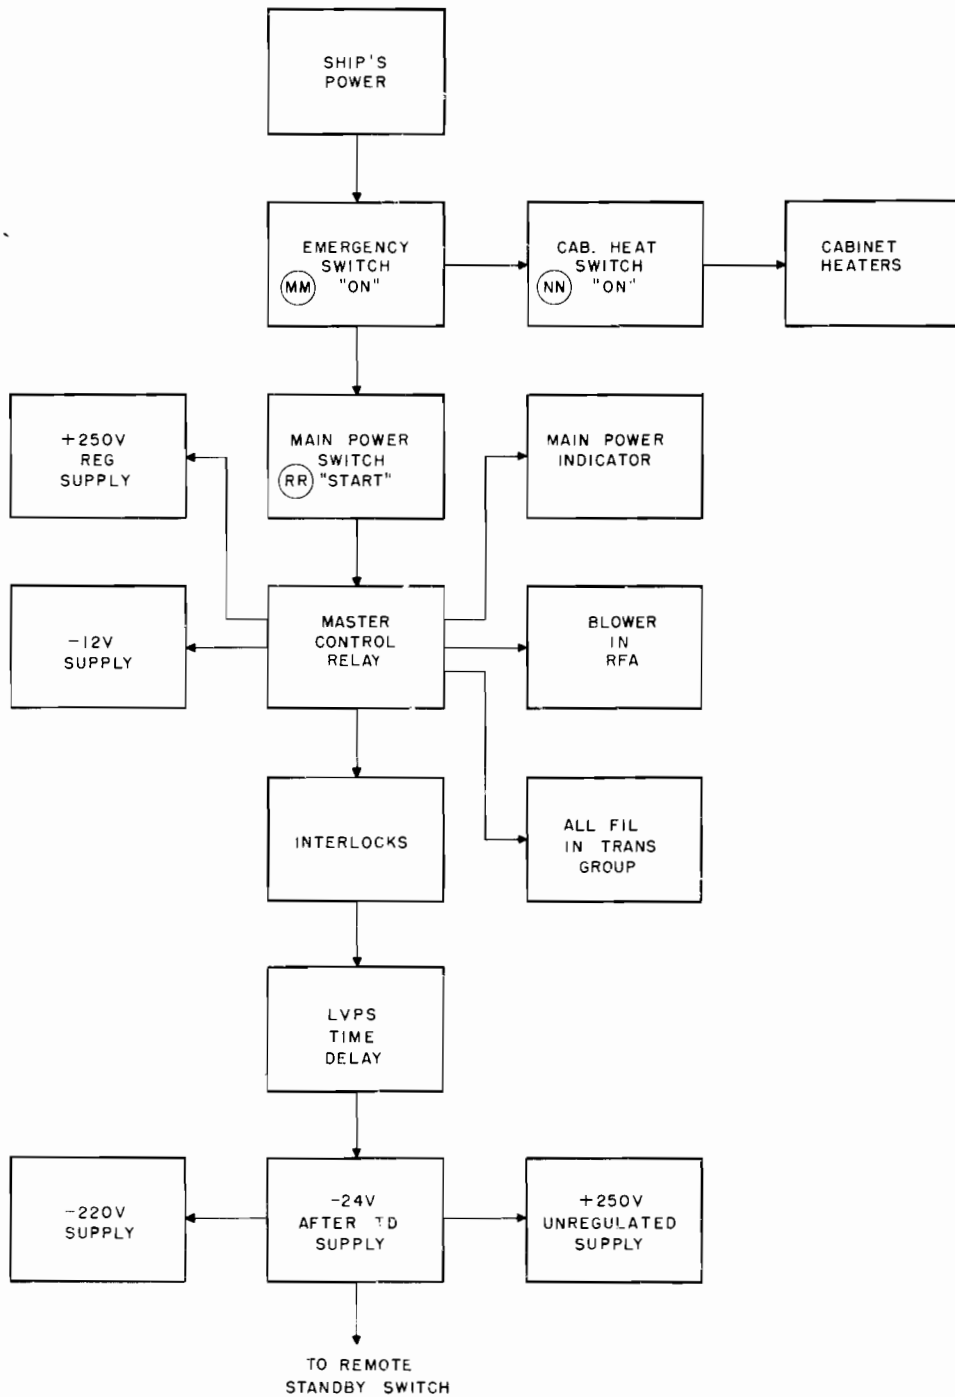 SHIP'S
POWER
EMERGENCY
SWITCH
MM "ON"
CAB. HEAT
SWITCH
NN "ON"
CABINET
HEATERS
+250V
REG
SUPPLY
MAIN POWER
SWITCH
RR "START"
MAIN POWER
INDICATOR
-12V
SUPPLY
MASTER
CONTROL
RELAY
BLOWER
IN
RFA
INTERLOCKS
ALL FIL
IN TRANS
GROUP
LVPS
TIME
DELAY
-220V
SUPPLY
-24V
AFTER TD
SUPPLY
+250V
UNREGULATED
SUPPLY
TO REMOTE
STANDBY SWITCH